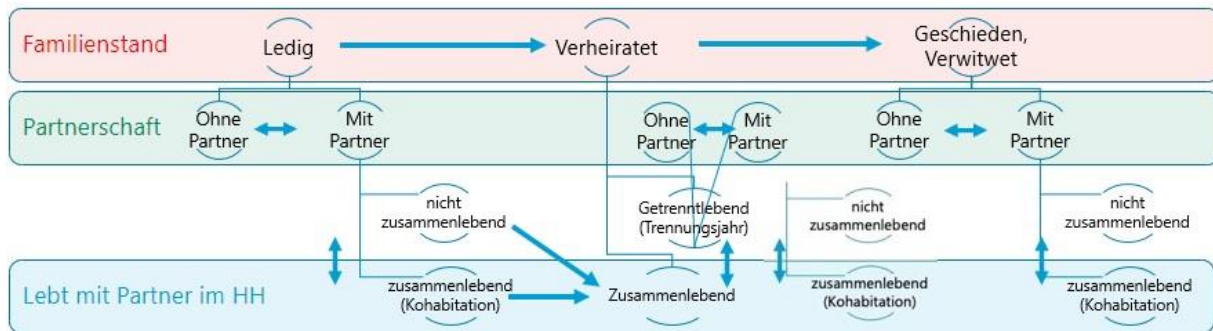 Familienstand
Ledig
Verheiratet
Geschieden,
Verwitwet
Partnerschaft
Ohne
Partner
Mit
Partner
Ohne
Partner
Mit
Partner
Ohne
Partner
Mit
Partner
nicht
zusammenlebend
Getrenntlebend
(Trennungsjahr)
nicht
zusammenlebend
nicht
zusammenlebend
Lebt mit Partner im HH
zusammenlebend
(Kohabitation)
Zusammenlebend
zusammenlebend
(Kohabitation)
zusammenlebend
(Kohabitation)